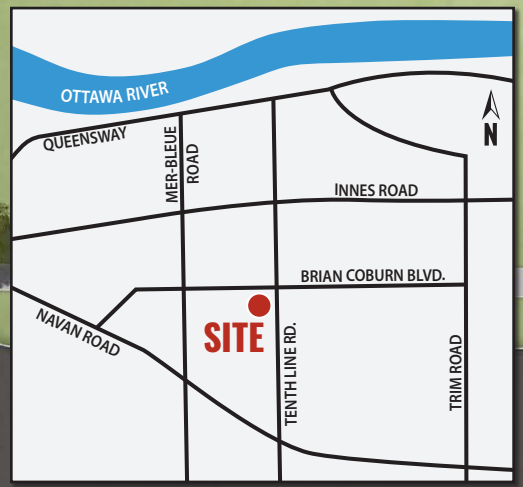 OTTAWA RIVER
QUEENSWAY
MER-BLEUE
ROAD
N
INNES ROAD
BRIAN COBURN BLVD.
NAVAN ROAD
SITE
TENTH LINE RD.
TRIM ROAD